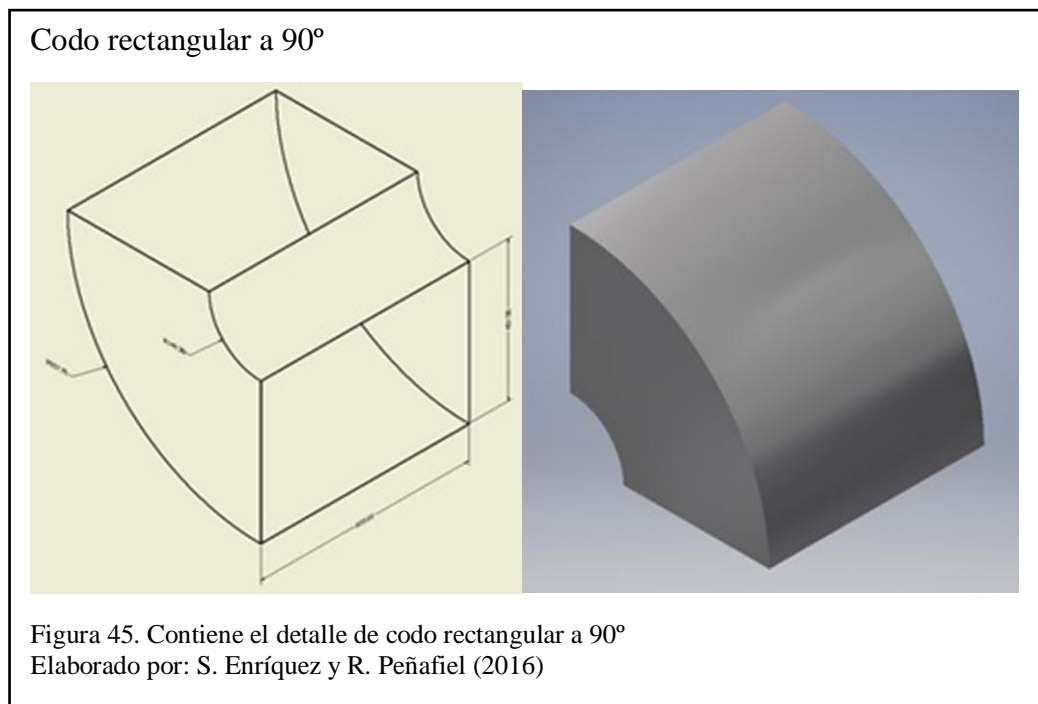 Codo rectangular a 90º
Figura 45. Contiene el detalle de codo rectangular a 90º
Elaborado por: S. Enríquez y R. Peñafiel (2016)